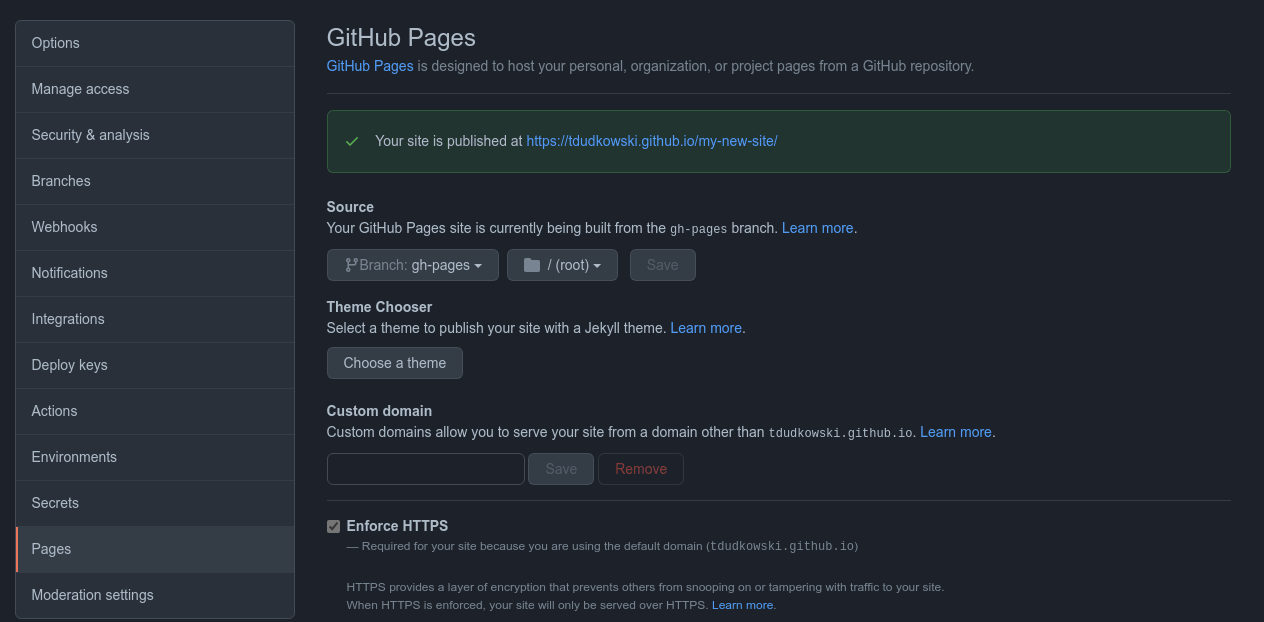 Options
Manage access
Security & analysis
Branches
Webhooks
Notifications
Integrations
Deploy keys
Actions
Environments
Secrets
Pages
Moderation settings
GitHub Pages
GitHub Pages is designed to host your personal, organization, or project pages from a GitHub repository.
Your site is published at https://tdudkowski.github.io/my-new-site/
Source
Your GitHub Pages site is currently being built from the gh-pages branch. Learn more.
Branch: gh-pages / (root) Save
Theme Chooser
Select a theme to publish your site with a Jekyll theme. Learn more.
Choose a theme
Custom domain
Custom domains allow you to serve your site from a domain other than tdudkowski.github.io. Learn more.
Save Remove
Enforce HTTPS
— Required for your site because you are using the default domain (tdudkowski.github.io)
HTTPS provides a layer of encryption that prevents others from snooping on or tampering with traffic to your site.
When HTTPS is enforced, your site will only be served over HTTPS. Learn more.